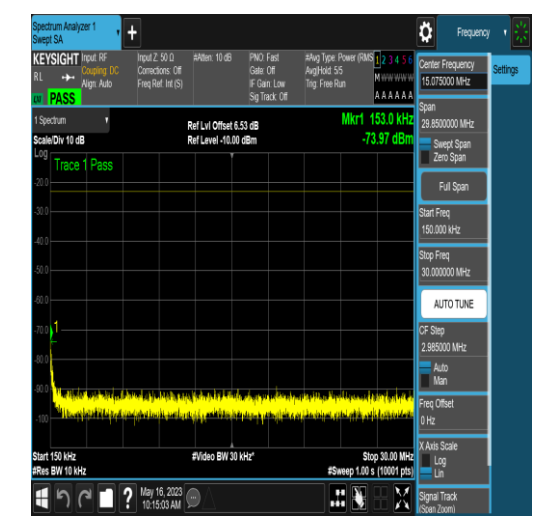 Spectrum Analyzer 1
Swept SA
Frequency
KEYSIGHT
RL
PASS
Input: RF
Coupling: DC
Align: Auto
Input Z: 50 Ω
Corrections: Off
Freq Ref: Int (S)
#Atten: 10 dB
PNO: Fast
Gate: Off
IF Gain: Low
Sig Track: Off
#Avg Type: Power (RMS
Avg|Hold: 5/5
Trig: Free Run
1 2 3 4 5 6
M W W W W W
A A A A A A
1 Spectrum
Scale/Div 10 dB
Ref Lvl Offset 6.53 dB
Ref Level -10.00 dBm
Mkr1 153.0 kHz
-73.97 dBm
Log
Trace 1 Pass
-20.0
-30.0
-40.0
-50.0
-60.0
-70.0
-80.0
-90.0
-100
1
Start 150 kHz
#Res BW 10 kHz
#Video BW 30 kHz*
Stop 30.00 MHz
#Sweep 1.00 s (10001 pts)
May 16, 2023
10:15:03 AM
Center Frequency
15.075000 MHz
Settings
Span
29.8500000 MHz
Swept Span
Zero Span
Full Span
Start Freq
150.000 kHz
Stop Freq
30.000000 MHz
AUTO TUNE
CF Step
2.985000 MHz
Auto
Man
Freq Offset
0 Hz
X Axis Scale
Log
Lin
Signal Track
(Span Zoom)